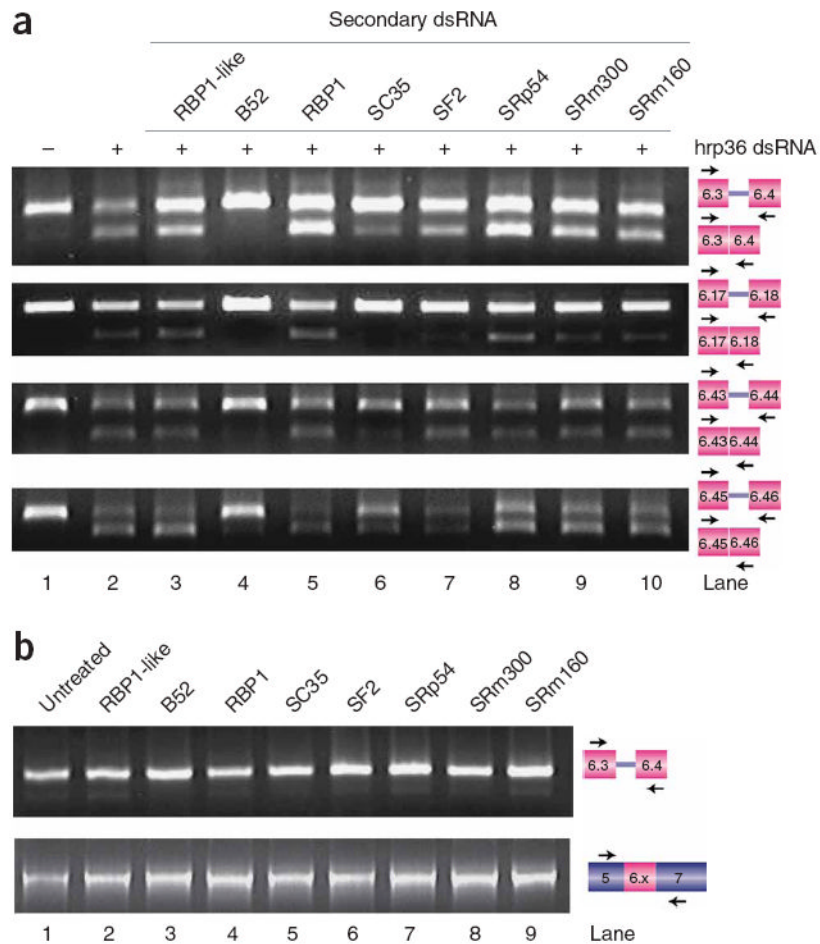 a
Secondary dsRNA
RBP1-like B52 RBP1 SC35 SF2 SRp54 SRm300 SRm160
– + + + + + + + + + hrp36 dsRNA
6.3 6.4
6.3 6.4
6.17 6.18
6.17 6.18
6.43 6.44
6.43 6.44
6.45 6.46
6.45 6.46
1 2 3 4 5 6 7 8 9 10 Lane
b
Untreated RBP1-like B52 RBP1 SC35 SF2 SRp54 SRm300 SRm160
6.3 6.4
5 6.x 7
1 2 3 4 5 6 7 8 9 Lane